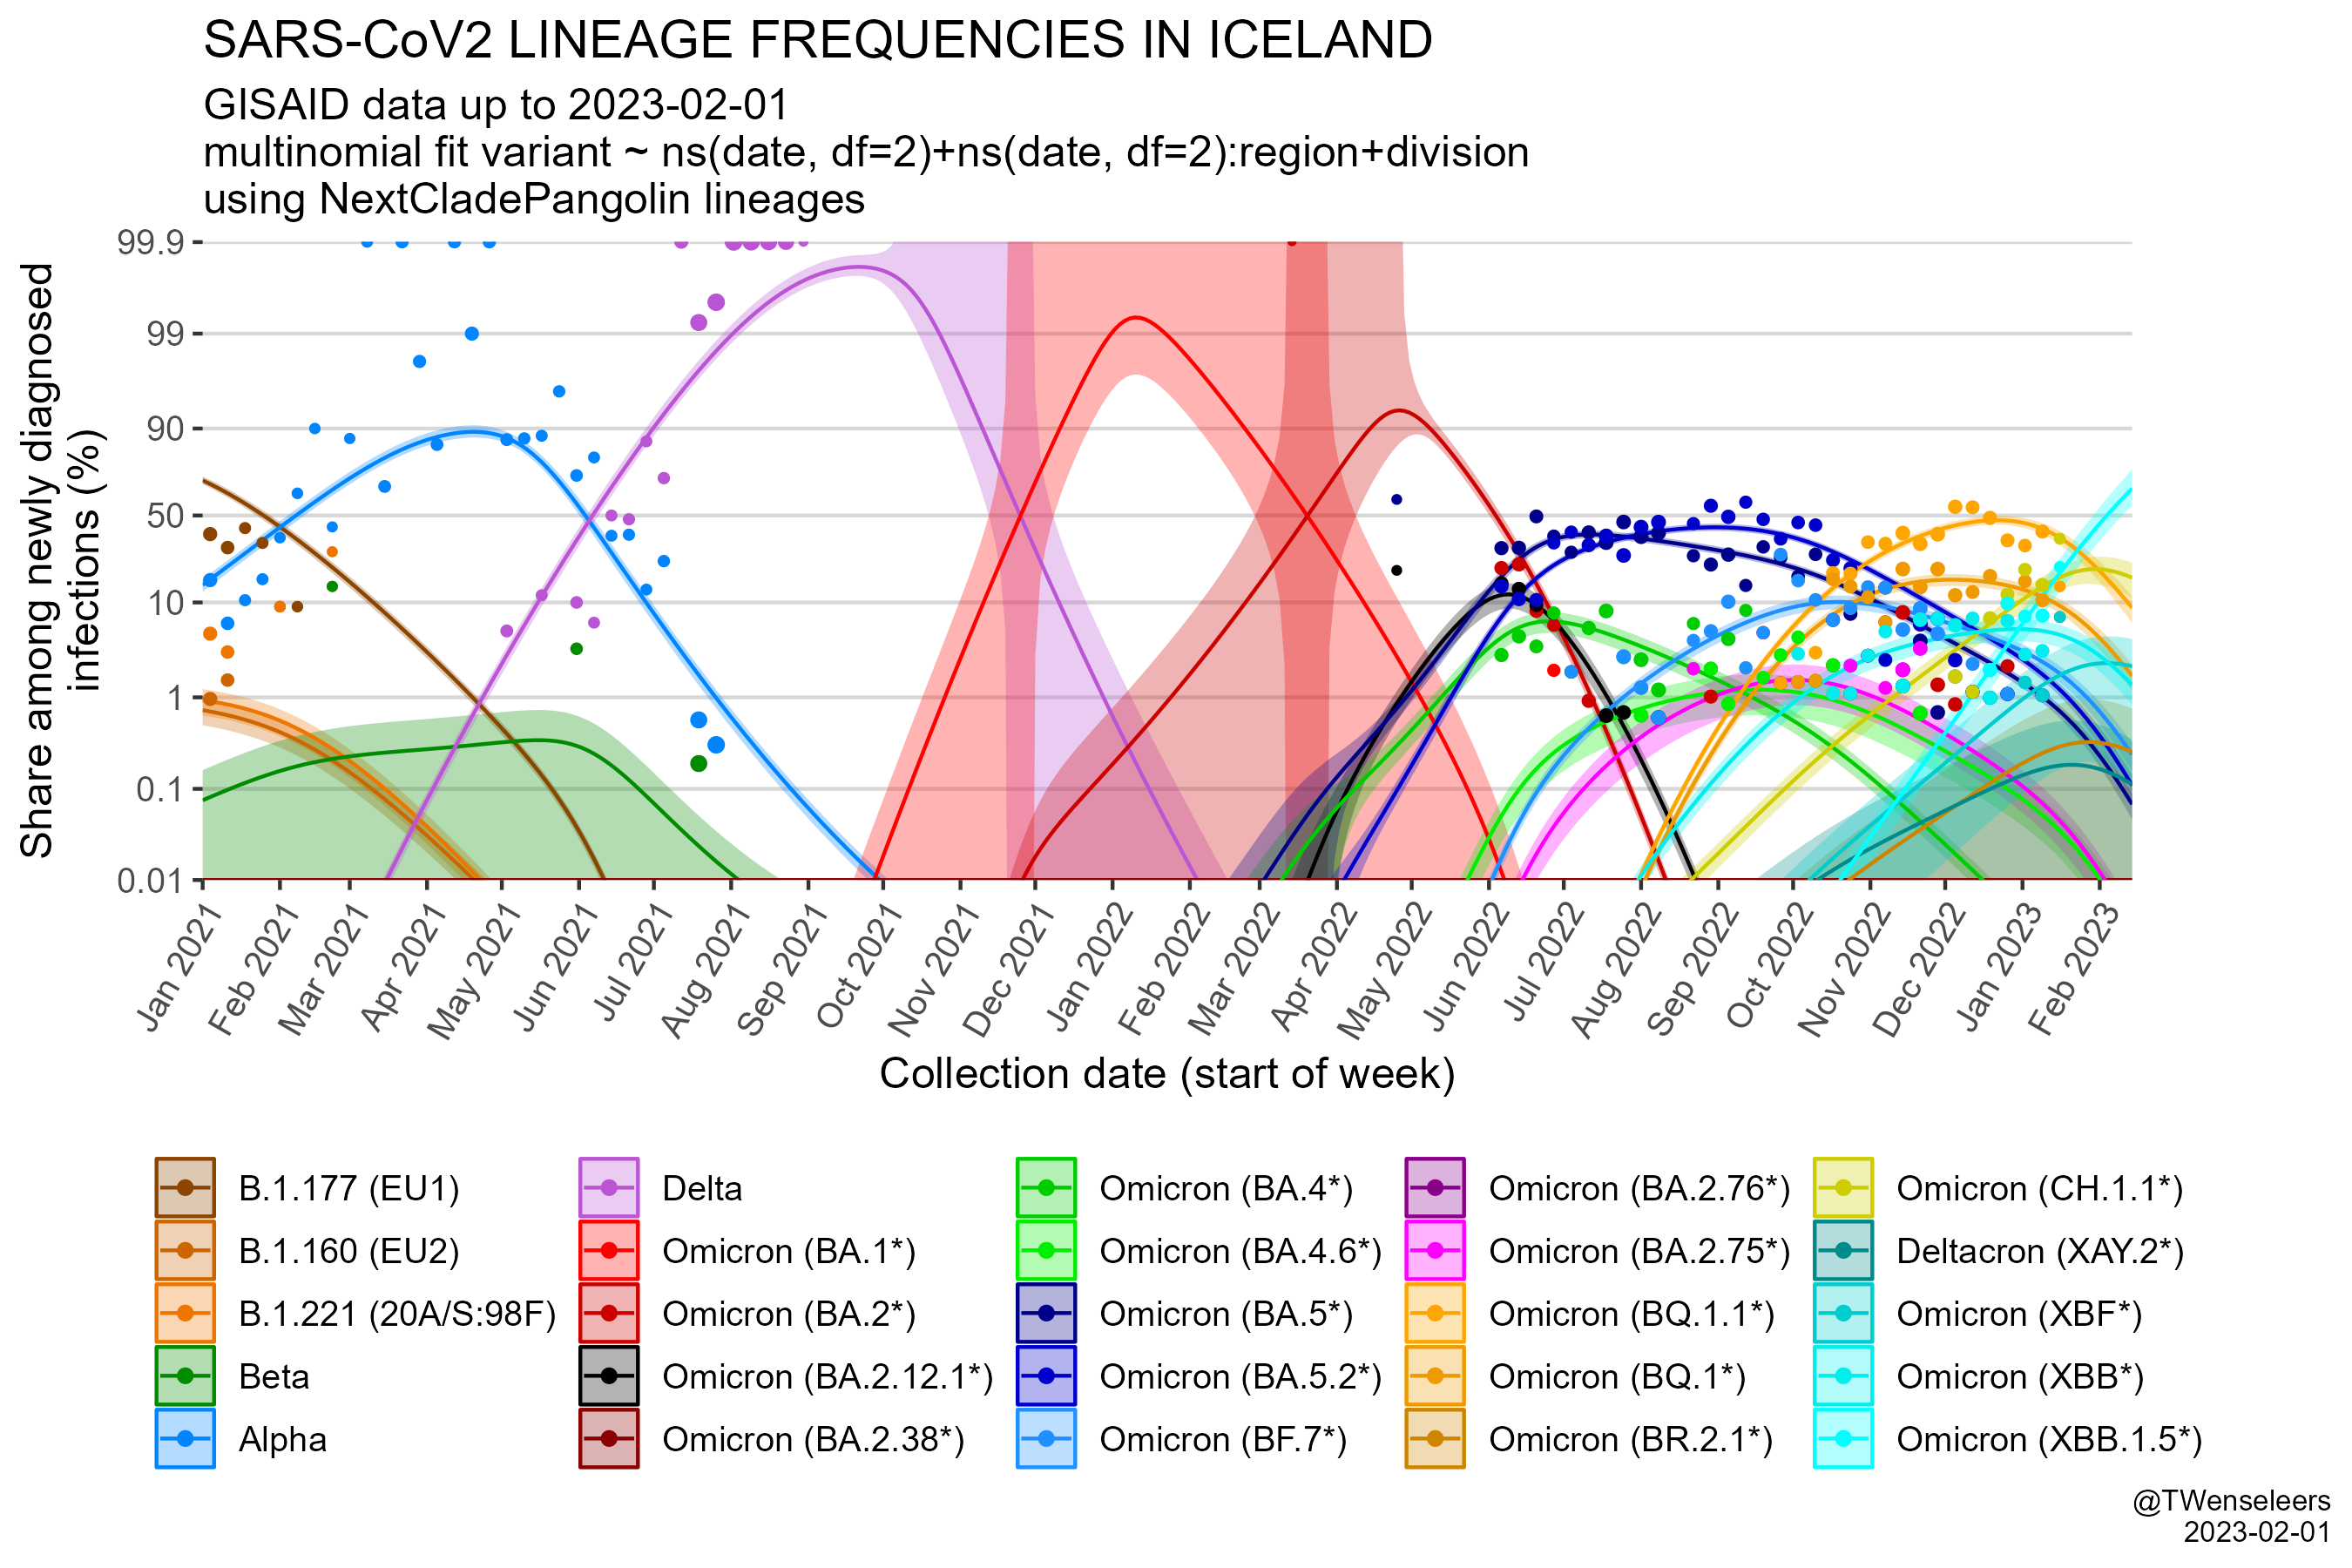 SARS-CoV2 LINEAGE FREQUENCIES IN ICELAND
GISAID data up to 2023-02-01
multinomial fit variant ~ ns(date, df=2)+ns(date, df=2):region+division
using NextCladePangolin lineages
Share among newly diagnosed
infections (%)
99.9
99
90
50
10
1
0.1
0.01
Jan 2021
Feb 2021
Mar 2021
Apr 2021
May 2021
Jun 2021
Jul 2021
Aug 2021
Sep 2021
Oct 2021
Nov 2021
Dec 2021
Jan 2022
Feb 2022
Mar 2022
Apr 2022
May 2022
Jun 2022
Jul 2022
Aug 2022
Sep 2022
Oct 2022
Nov 2022
Dec 2022
Jan 2023
Feb 2023
Collection date (start of week)
B.1.177 (EU1)
B.1.160 (EU2)
B.1.221 (20A/S:98F)
Beta
Alpha
Delta
Omicron (BA.1*)
Omicron (BA.2*)
Omicron (BA.2.12.1*)
Omicron (BA.2.38*)
Omicron (BA.4*)
Omicron (BA.4.6*)
Omicron (BA.5*)
Omicron (BA.5.2*)
Omicron (BF.7*)
Omicron (BA.2.76*)
Omicron (BA.2.75*)
Omicron (BQ.1.1*)
Omicron (BQ.1*)
Omicron (BR.2.1*)
Omicron (CH.1.1*)
Deltacron (XAY.2*)
Omicron (XBF*)
Omicron (XBB*)
Omicron (XBB.1.5*)
@TWenseleers
2023-02-01